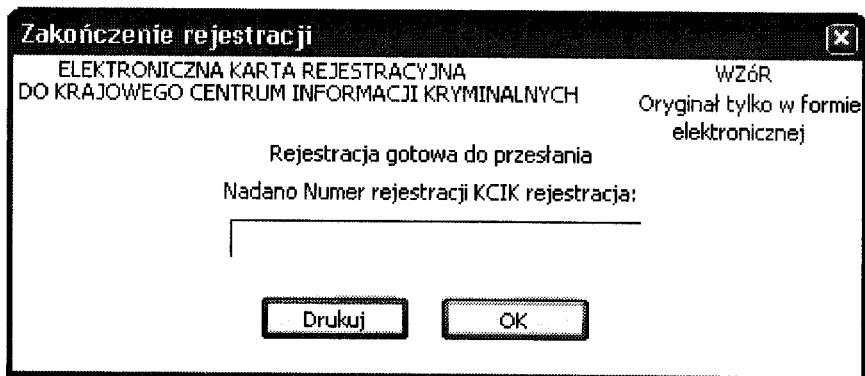 Zakończenie rejestracji
ELEKTRONICZNA KARTA REJESTRACYJNA
DO KRAJOWEGO CENTRUM INFORMACJI KRYMINALNYCH
WZóR
Oryginał tylko w formie
elektronicznej
Rejestracja gotowa do przesłania
Nadano Numer rejestracji KCIK rejestracja:
Drukuj
OK